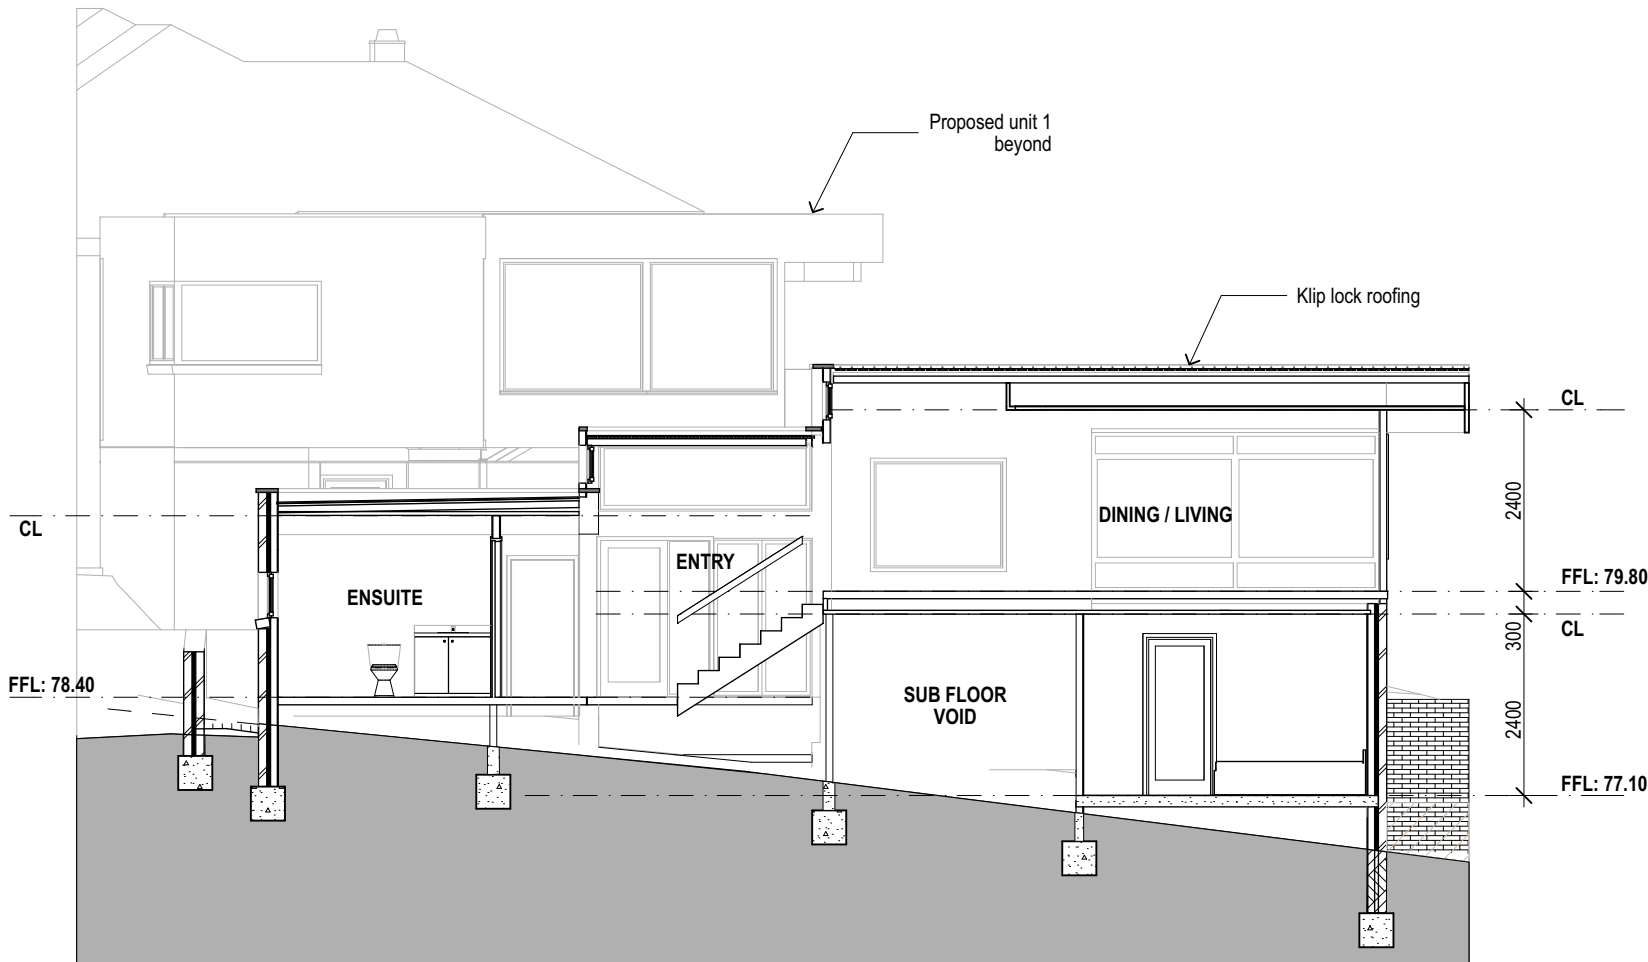 Proposed unit 1
beyond
Klip lock roofing
CL
2400
DINING / LIVING
CL
ENTRY
FFL: 79.80
ENSUITE
300
CL
FFL: 78.40
SUB FLOOR
VOID
2400
FFL: 77.10